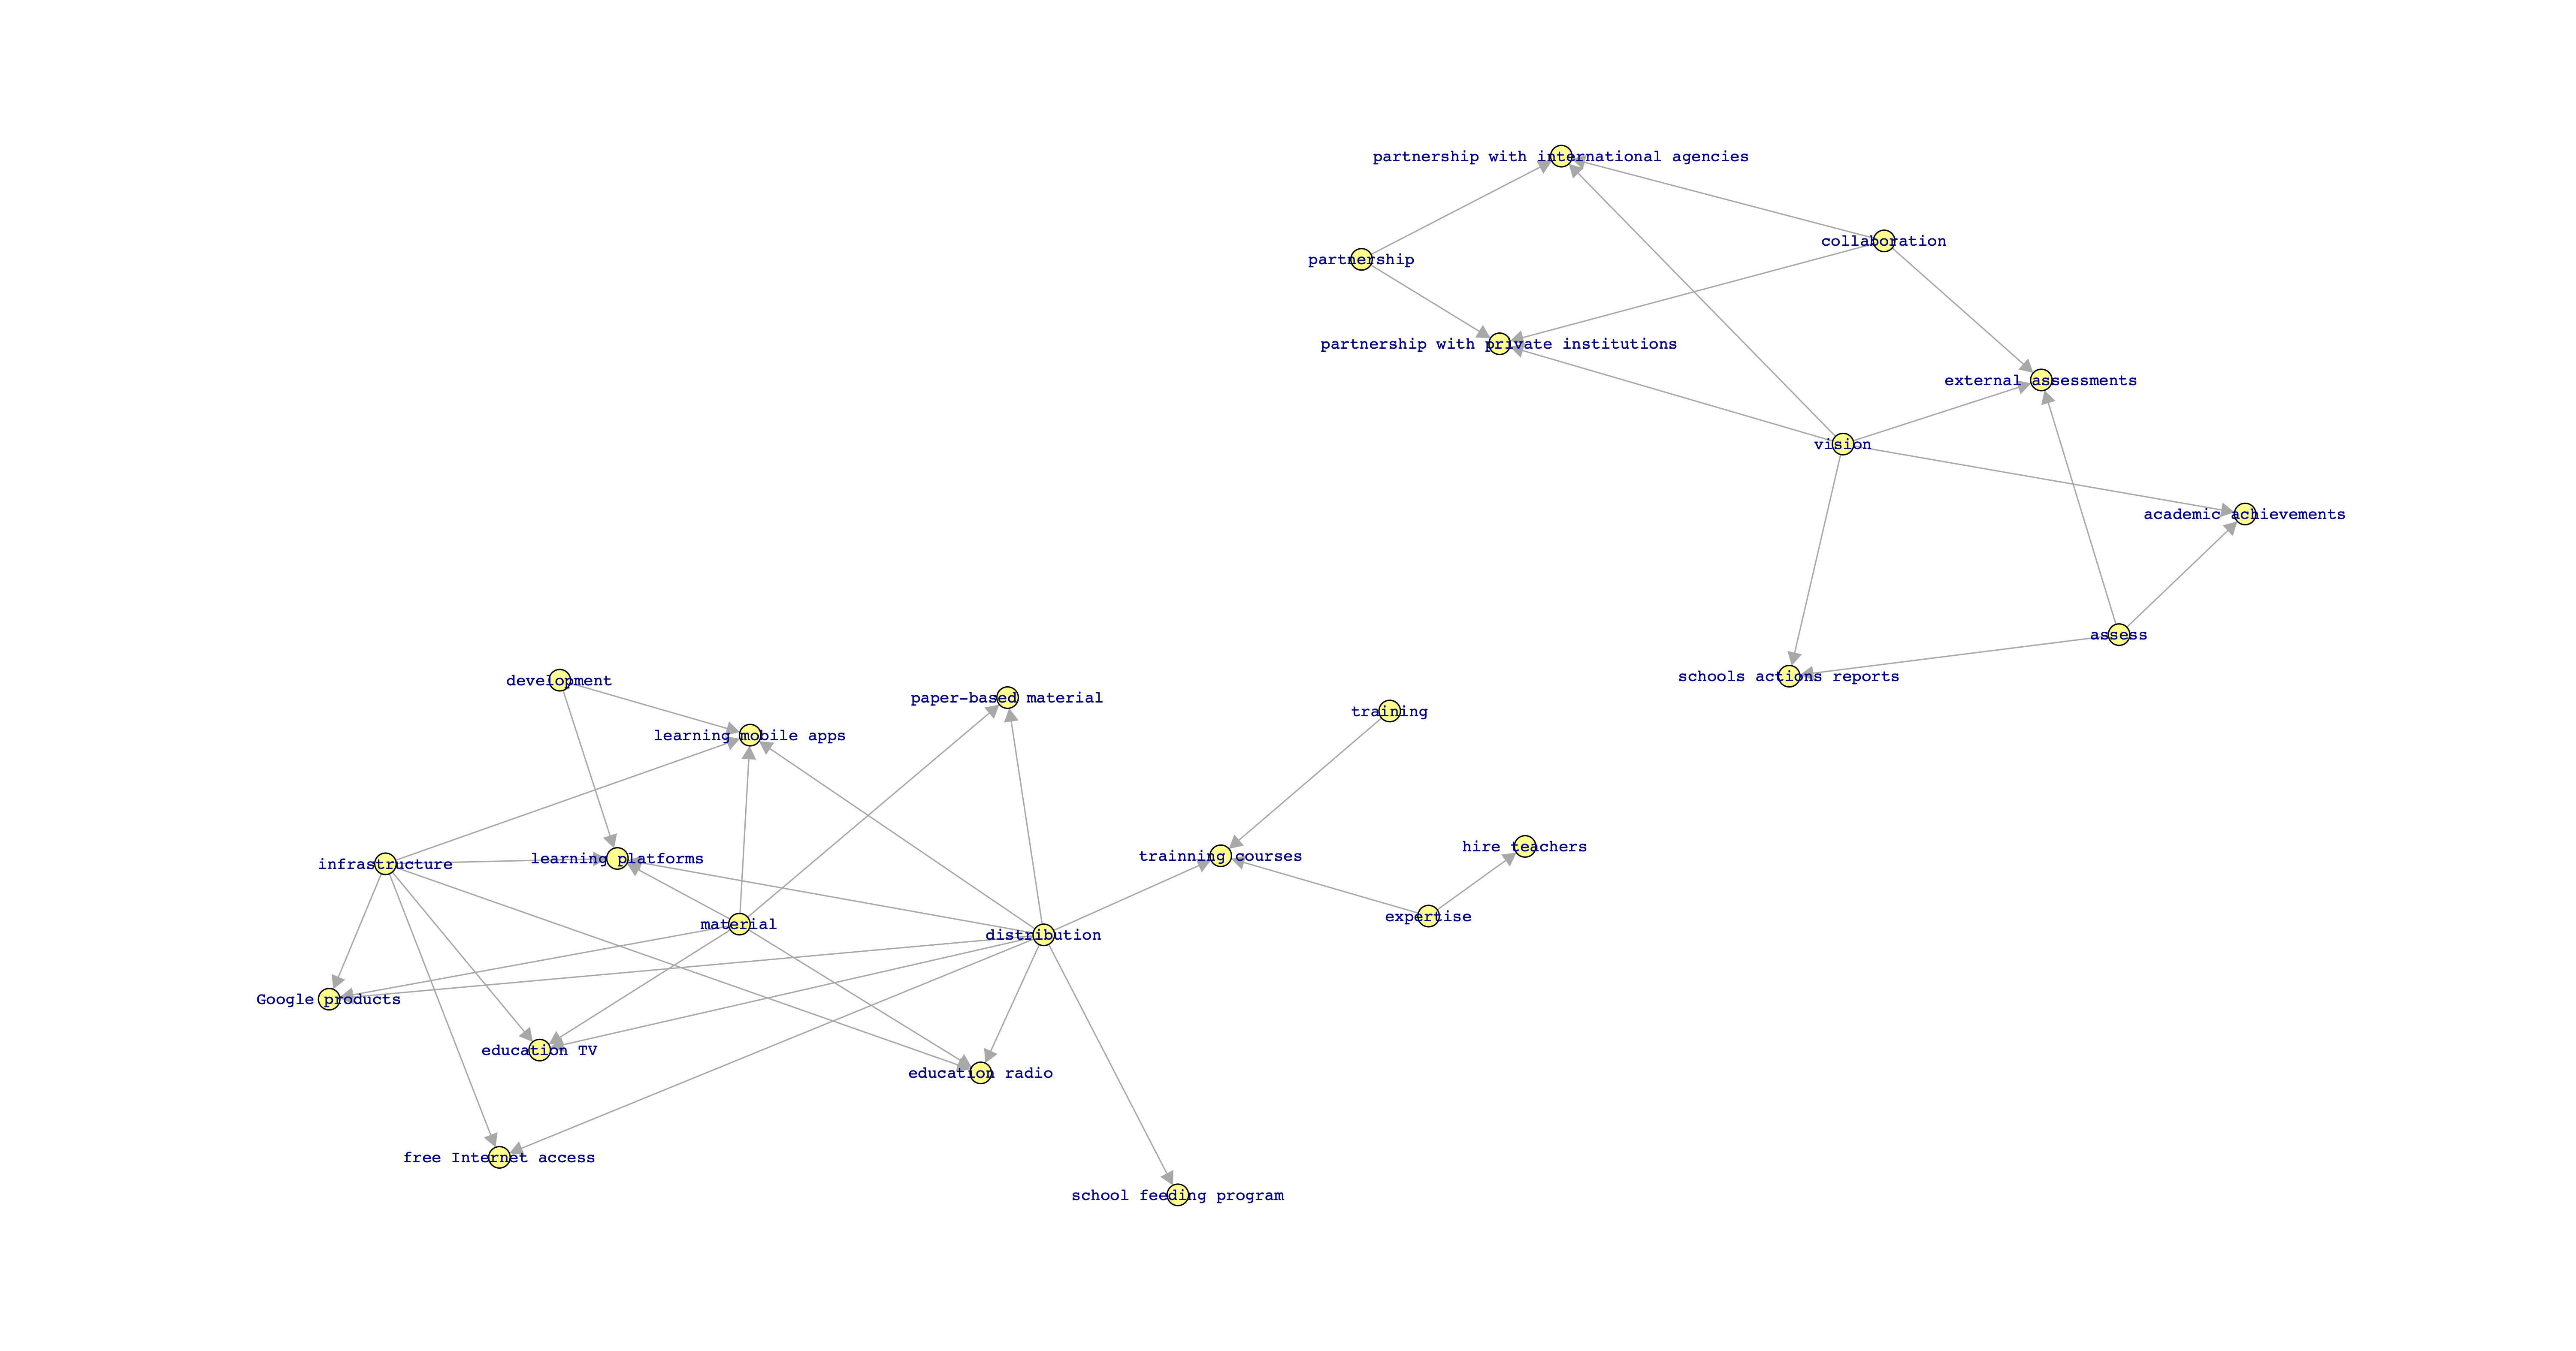 partnership with international agencies
collaboration
partnership
partnership with private institutions
external assessments
vision
academic achievements
assess
schools actions reports
development
paper-based material
training
learning mobile apps
hire teachers
trainning courses
learning platforms
infrastructure
expertise
material
distribution
Google products
education TV
education radio
free Internet access
school feeding program